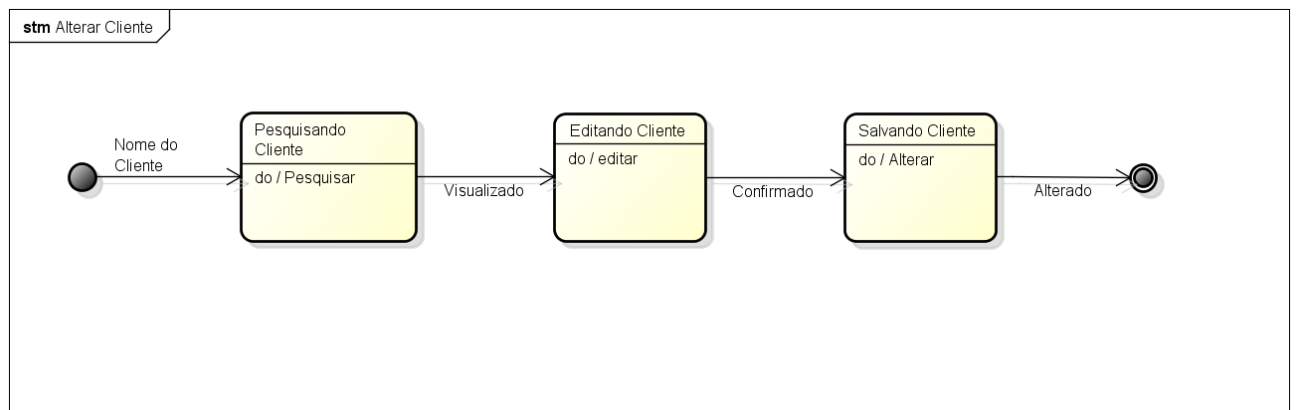 stm Alterar Cliente
Nome do
Cliente
Pesquisando
Cliente
do / Pesquisar
Visualizado
Editando Cliente
do / editar
Confirmado
Salvando Cliente
do / Alterar
Alterado